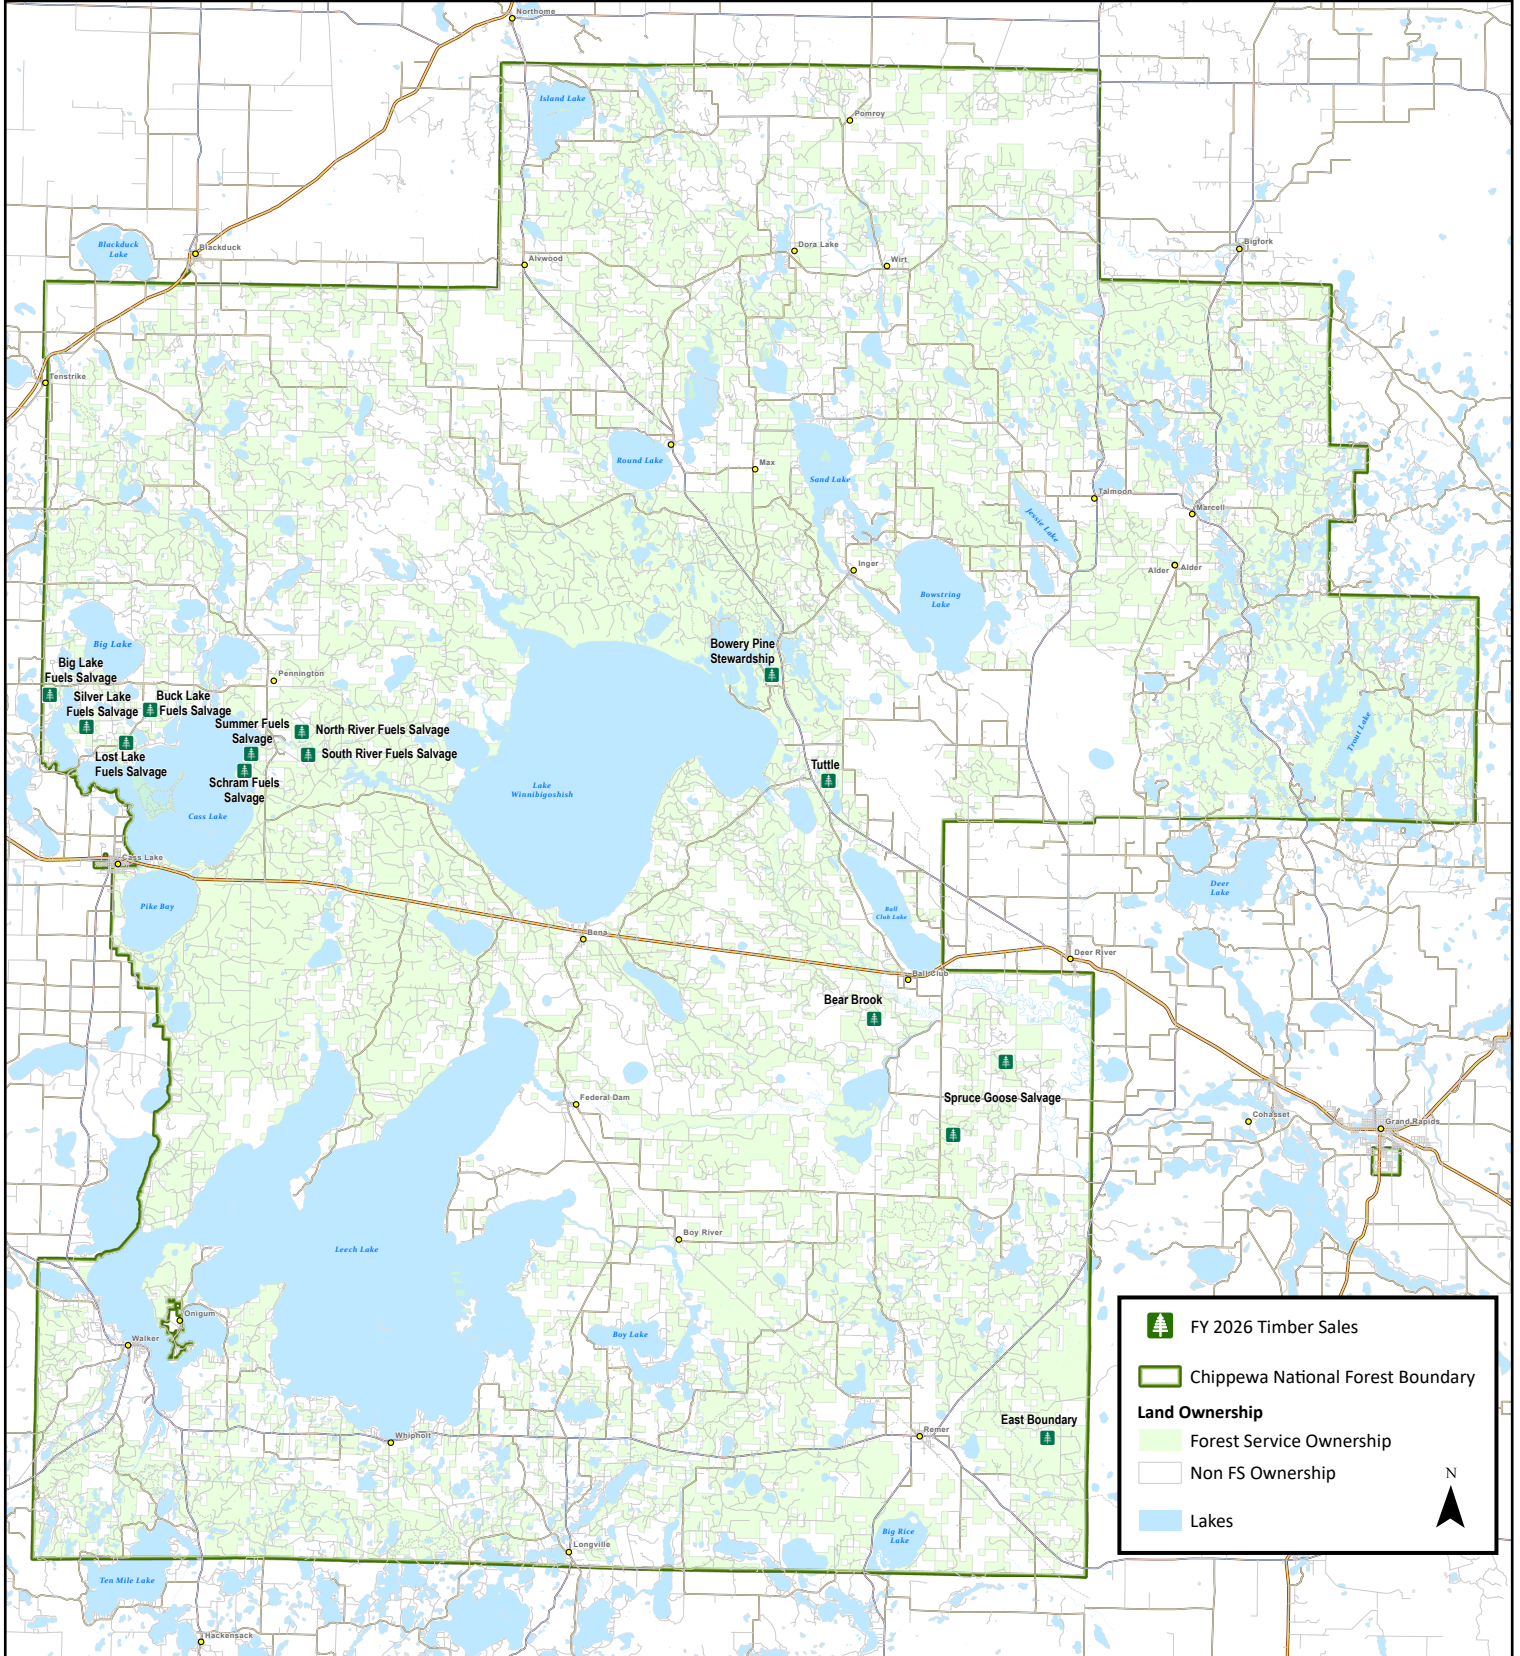 Northome
Island Lake
Pomroy
Blackduck
Lake
Blackduck
Dora Lake
Wirt
Bigfork
Alvwood
Tenstrike
Round Lake
Max
Sand Lake
Talmoon
Jessie Lake
Marcell
Inger
Alder
Alder
Bowstring
Lake
Big Lake
Bowery Pine
Stewardship
Big Lake
Fuels Salvage
Pennington
Silver Lake
Fuels Salvage
Buck Lake
Fuels Salvage
Summer Fuels
Salvage
North River Fuels Salvage
South River Fuels Salvage
Trout Lake
Lost Lake
Fuels Salvage
Tuttle
Schram Fuels
Salvage
Lake
Winnibigoshish
Cass Lake
Cass Lake
Deer
Lake
Pike Bay
Ball
Club Lake
Bena
Deer River
Ball Club
Bear Brook
Federal Dam
Spruce Goose Salvage
Cohasset
Grand Rapids
Boy River
Leech Lake
Onigum
Walker
Boy Lake
East Boundary
Remer
Whipholt
Big Rice
Lake
Longville
Ten Mile Lake
Hackensack
FY 2026 Timber Sales
Chippewa National Forest Boundary
Land Ownership
Forest Service Ownership
Non FS Ownership
Lakes
N